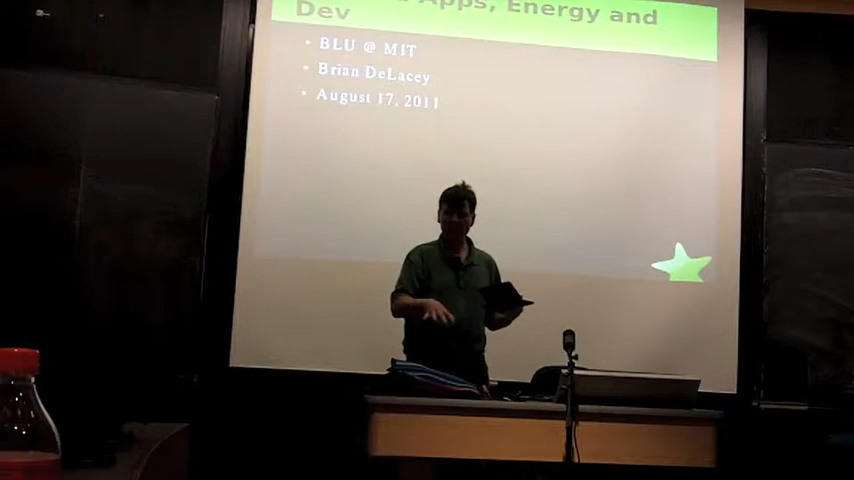 Apps, Energy and
Dev
BLU @ MIT
Brian DeLacey
August 17, 2011